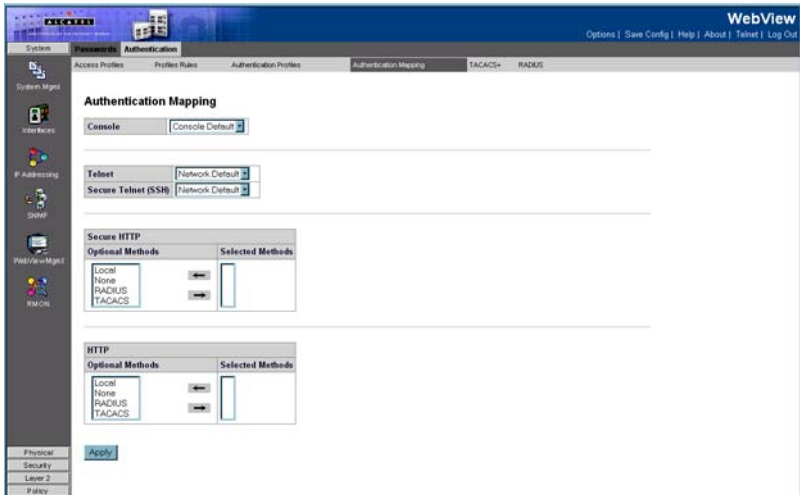 ALCATEL
WebView
Options | Save Config | Help | About | Telnet | Log Out
System
Passwords Authentication
Access Profiles Profiles Rules Authentication Profiles Authentication Mapping TACACS+ RADIUS
System Mgmt
Interfaces
IP Addressing
SNMP
WebViewMgmt
RMON
Authentication Mapping
Console Console Default
Telnet Network Default
Secure Telnet (SSH) Network Default
Secure HTTP
Optional Methods Selected Methods
Local
None
RADIUS
TACACS
HTTP
Optional Methods Selected Methods
Local
None
RADIUS
TACACS
Apply
Physical
Security
Layer 2
Policy